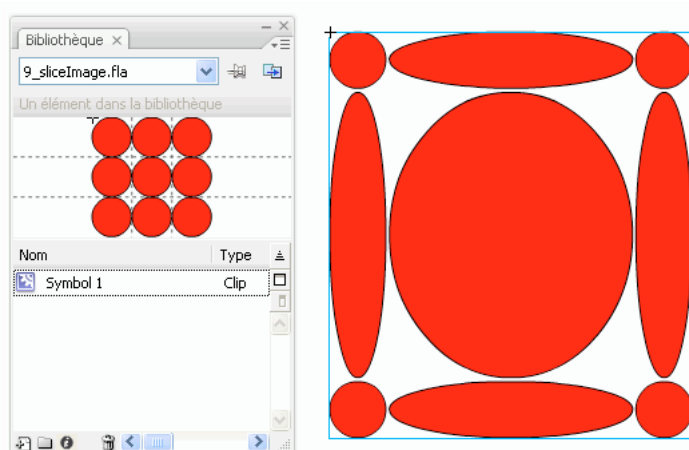 Bibliothèque
9_sliceImage.fla
Un élément dans la bibliothèque
Nom Type
Symbol 1 Clip